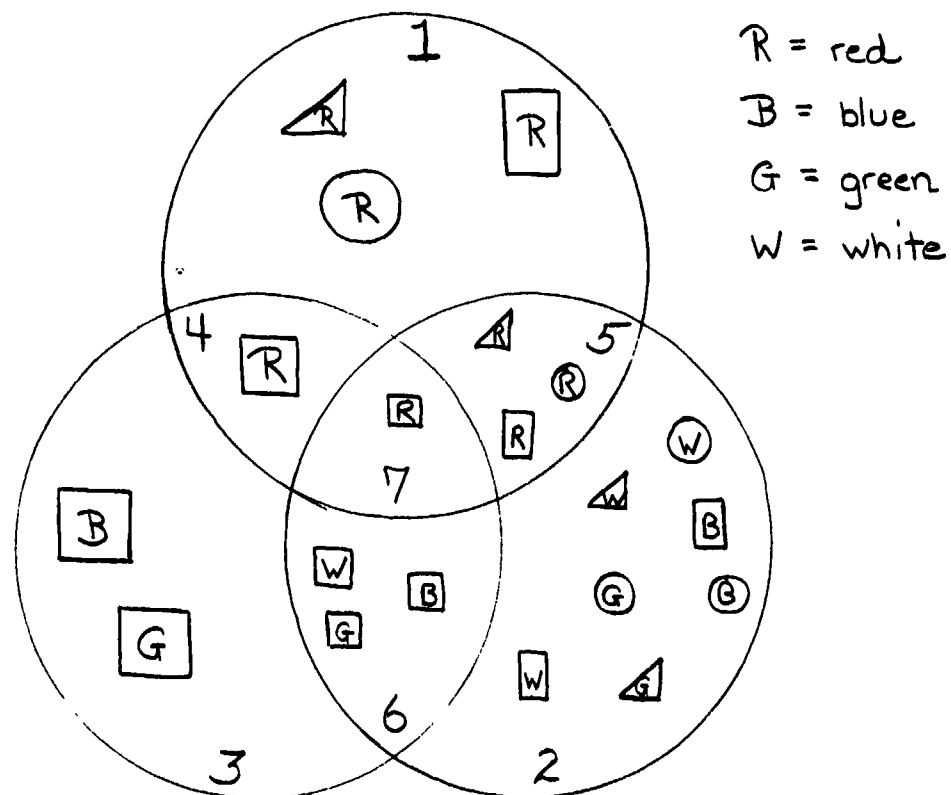 1
R = red
B = blue
G = green
W = white
R
R
R
4
5
R
R
R
R
R
W
7
W
B
B
W
B
G
B
G
G
W
G
6
3
2